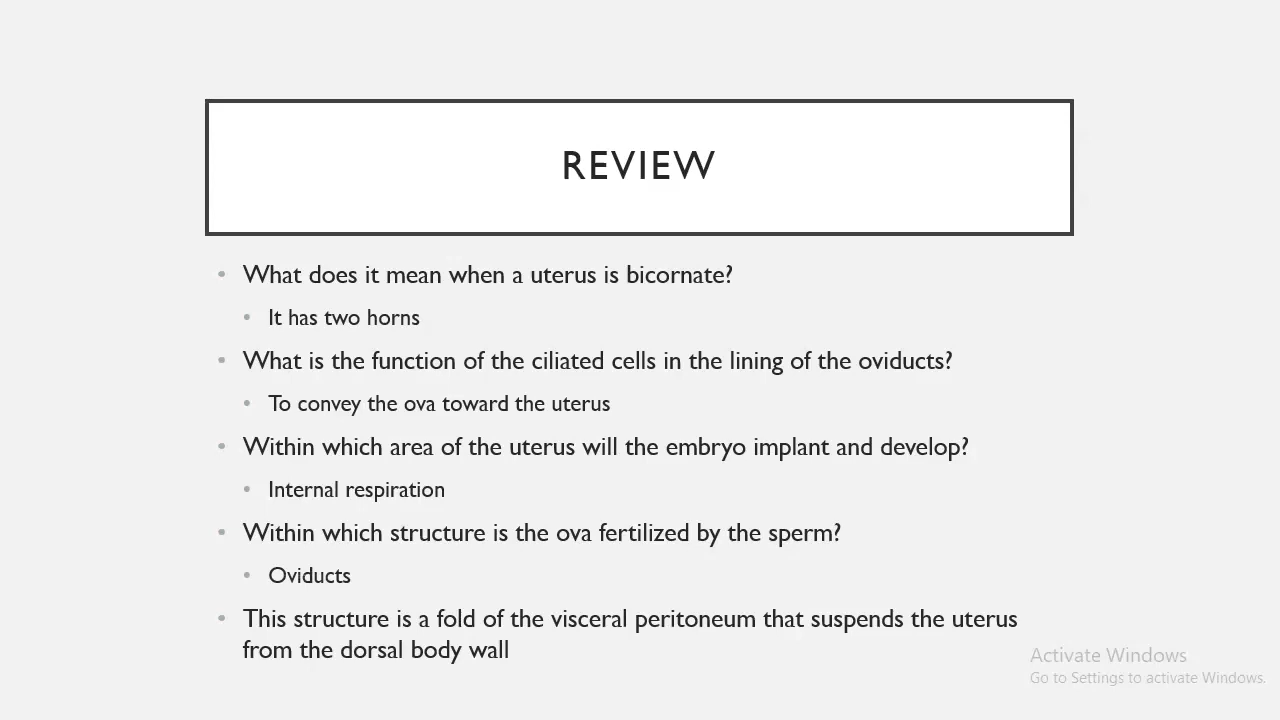 REVIEW
• What does it mean when a uterus is bicornate?
• It has two horns
• What is the function of the ciliated cells in the lining of the oviducts?
• To convey the ova toward the uterus
• Within which area of the uterus will the embryo implant and develop?
• Internal respiration
• Within which structure is the ova fertilized by the sperm?
• Oviducts
• This structure is a fold of the visceral peritoneum that suspends the uterus
from the dorsal body wall
Activate Windows
Go to Settings to activate Windows.